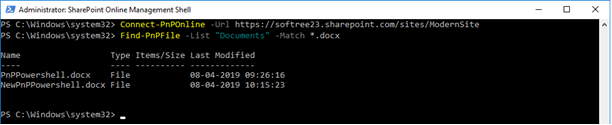 Administrator: SharePoint Online Management Shell
PS C:\Windows\system32> Connect-PnPOnline -Url https://softree23.sharepoint.com/sites/ModernSite
PS C:\Windows\system32> Find-PnPFile -List "Documents" -Match *.docx
Name Type Items/Size Last Modified
---- ---- ---------- -------------
PnPPowershell.docx File 08-04-2019 09:26:16
NewPnPPowershell.docx File 08-04-2019 10:15:23
PS C:\Windows\system32> _